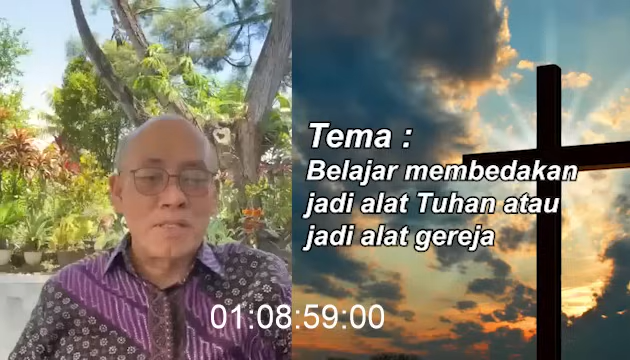 Tema :
Belajar membedakan
jadi alat Tuhan atau
jadi alat gereja
01:08:59:00